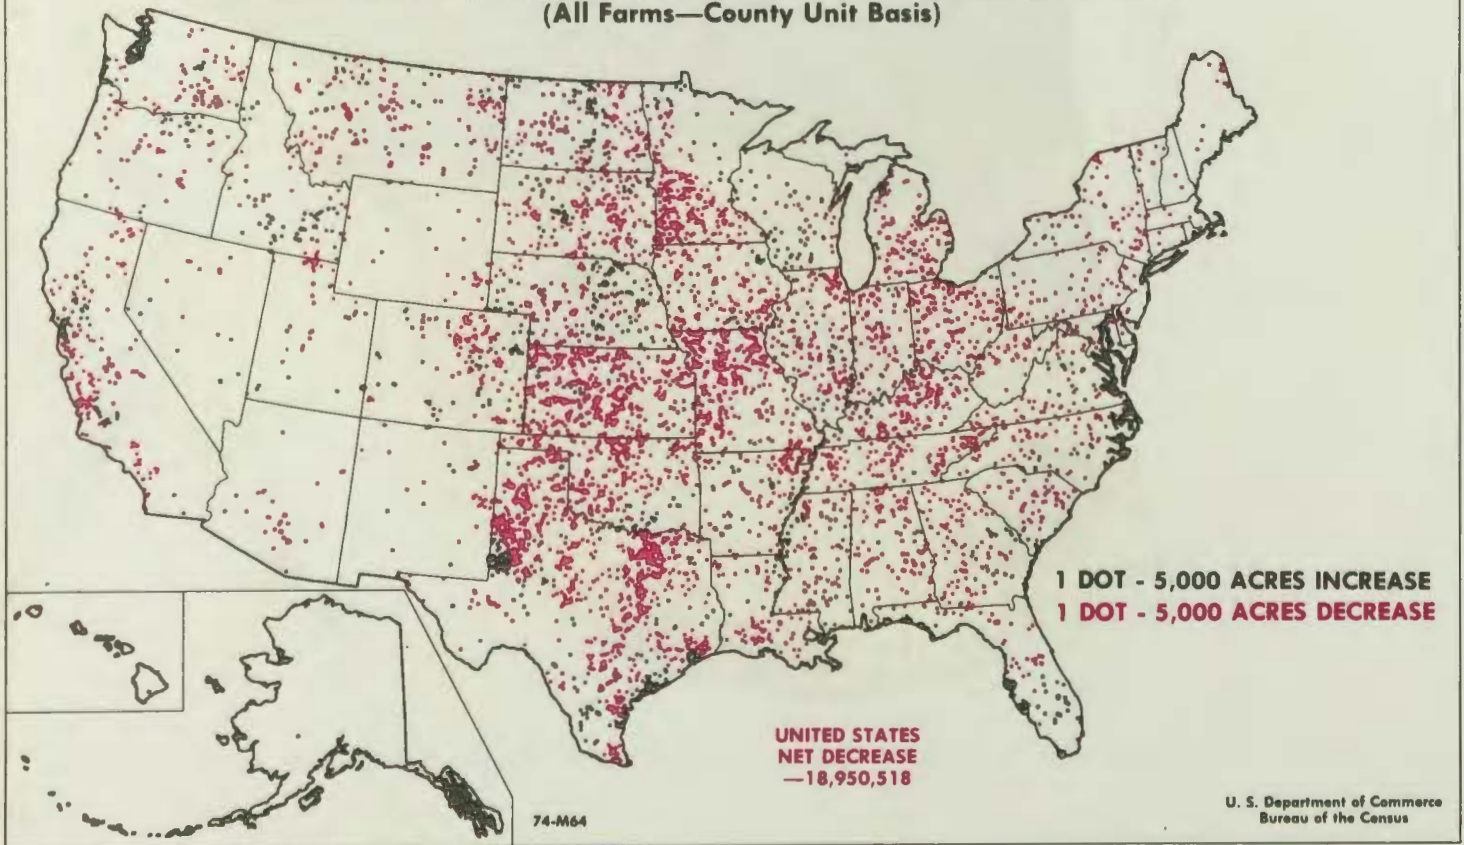 (All Farms—County Unit Basis)
1 DOT - 5,000 ACRES INCREASE
1 DOT - 5,000 ACRES DECREASE
UNITED STATES
NET DECREASE
—18,950,518
74-M64
U. S. Department of Commerce
Bureau of the Census